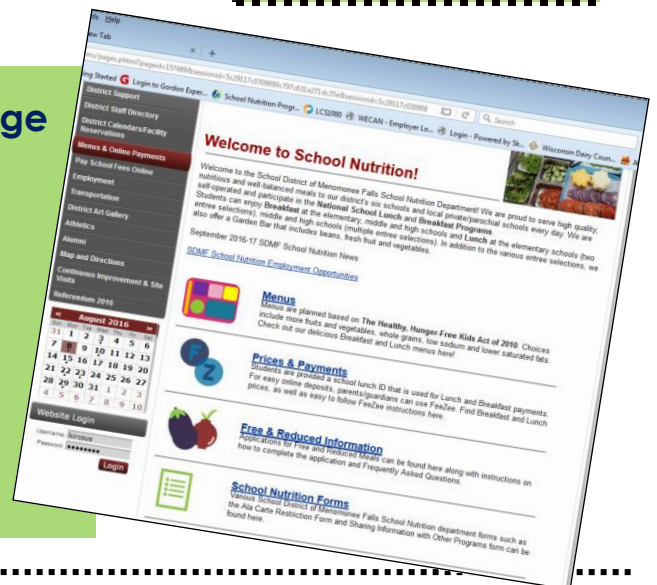 ge
Help
ew Tab
District Support
District Staff Directory
District Calendars/Facility
Reservations
Menus & Online Payments
Pay School Fees Online
Employment
Transportation
District Art Gallery
Athletics
Alumni
Map and Directions
Continuous Improvement & Site
Visits
Referendum 2016
« August 2016 »
Sun Mon Tue Wed Thu Fri Sat
31 1 2 3 4 5 6
7 8 9 10 11 12 13
14 15 16 17 18 19 20
21 22 23 24 25 26 27
28 29 30 31 1 2 3
4 5 6 7 8 9 10
Website Login
Username:
Password:
Login
ing Started Login to Gordon Exper... School Nutrition Progr... LCS1000 WECAN - Employer Lo... Login - Powered by Sk... Wisconsin Dairy Coun...
Search
Welcome to School Nutrition!
Welcome to the School District of Menomonee Falls School Nutrition Department! We are proud to serve high quality,
nutritious and well-balanced meals to our district's six schools and local private/parochial schools every day. We are
self-operated and participate in the National School Lunch and Breakfast Programs.
Students can enjoy Breakfast at the elementary, middle and high schools and Lunch at the elementary schools (two
entree selections), middle and high schools (multiple entree selections). In addition to the various entree selections, we
also offer a Garden Bar that includes beans, fresh fruit and vegetables.
September 2016-17 SDMF School Nutrition News
SDMF School Nutrition Employment Opportunities
Menus
Menus are planned based on The Healthy, Hunger-Free Kids Act of 2010. Choices
include more fruits and vegetables, whole grains, low sodium and lower saturated fats.
Check out our delicious Breakfast and Lunch menus here!
F
Z
Prices & Payments
Students are provided a school lunch ID that is used for Lunch and Breakfast payments.
For easy online deposits, parents/guardians can use FeeZee. Find Breakfast and Lunch
prices, as well as easy to follow FeeZee instructions here.
Free & Reduced Information
Applications for Free and Reduced Meals can be found here along with instructions on
how to complete the application and Frequently Asked Questions.
School Nutrition Forms
Various School District of Menomonee Falls School Nutrition department forms such as
the Ala Carte Restriction Form and Sharing Information with Other Programs form can be
found here.